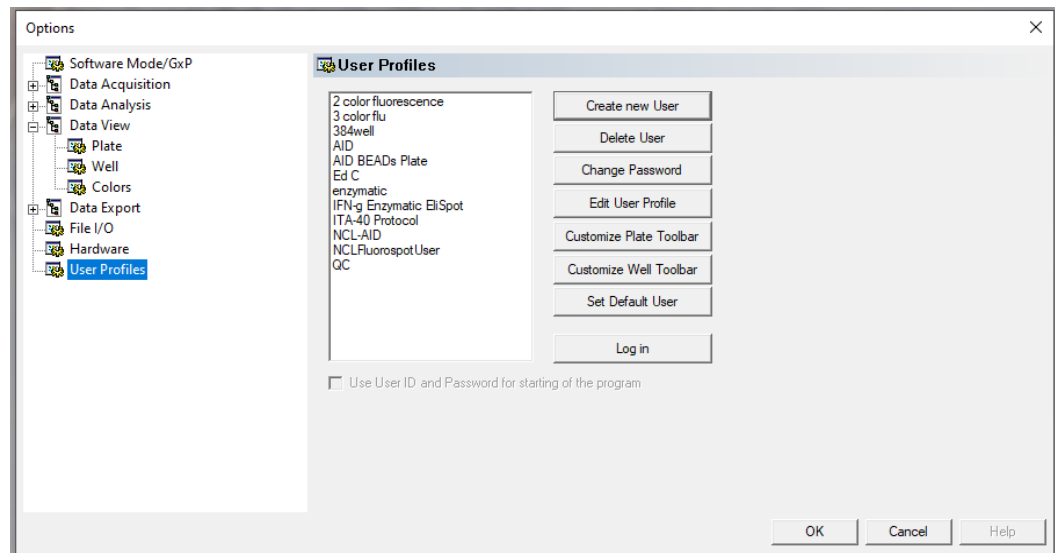 Options
Software Mode/GxP
Data Acquisition
Data Analysis
Data View
Plate
Well
Colors
Data Export
File I/O
Hardware
User Profiles
User Profiles
2 color fluorescence
3 color flu
384well
AID
AID BEADs Plate
Ed C
enzymatic
IFN-g Enzymatic EliSpot
ITA-40 Protocol
NCL-AID
NCLFluorospotUser
QC
Create new User
Delete User
Change Password
Edit User Profile
Customize Plate Toolbar
Customize Well Toolbar
Set Default User
Log in
Use User ID and Password for starting of the program
OK
Cancel
Help